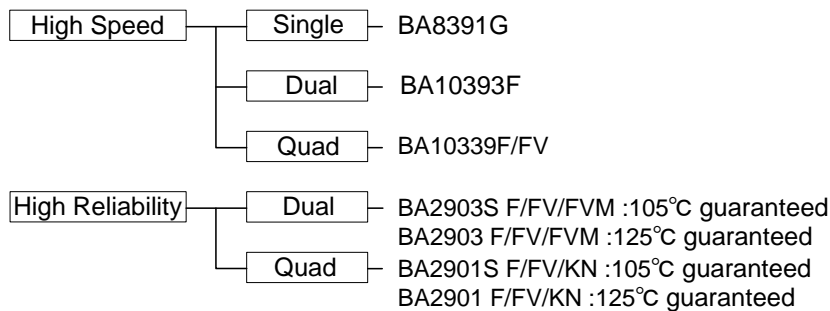 High Speed Single BA8391G
Dual BA10393F
Quad BA10339F/FV
High Reliability Dual BA2903S F/FV/FVM :105℃ guaranteed
BA2903 F/FV/FVM :125℃ guaranteed
Quad BA2901S F/FV/KN :105℃ guaranteed
BA2901 F/FV/KN :125℃ guaranteed